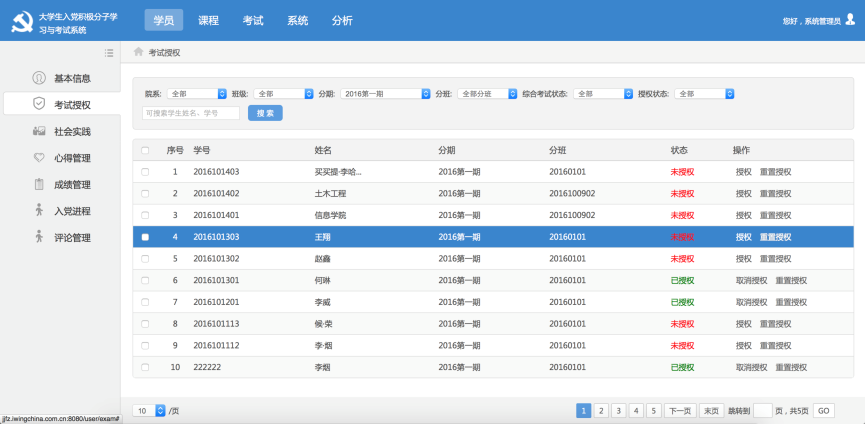 大学生入党积极分子学
习与考试系统
学员 课程 考试 系统 分析
您好，系统管理员
基本信息
考试授权
社会实践
心得管理
成绩管理
入党进程
评论管理
考试授权
院系: 全部 班级: 全部 分期: 2016第一期 分班: 全部分班 综合考试状态: 全部 授权状态: 全部
可搜索学生姓名、学号 搜 索
序号 学号 姓名 分期 分班 状态 操作
1 2016101403 买买提·李哈... 2016第一期 20160101 未授权 授权 重置授权
2 2016101402 土木工程 2016第一期 2016100902 未授权 授权 重置授权
3 2016101401 信息学院 2016第一期 2016100902 未授权 授权 重置授权
4 2016101303 王翔 2016第一期 20160101 未授权 授权 重置授权
5 2016101302 赵鑫 2016第一期 20160101 未授权 授权 重置授权
6 2016101301 何琳 2016第一期 20160101 已授权 取消授权 重置授权
7 2016101201 李威 2016第一期 20160101 已授权 取消授权 重置授权
8 2016101113 候·荣 2016第一期 20160101 未授权 授权 重置授权
9 2016101112 李·烟 2016第一期 20160101 未授权 授权 重置授权
10 222222 李烟 2016第一期 20160101 已授权 取消授权 重置授权
10 /页
1 2 3 4 5 下一页 末页 跳转到 页，共5页 GO
jjfz.lwingchina.com.cn:8080/user/exam#